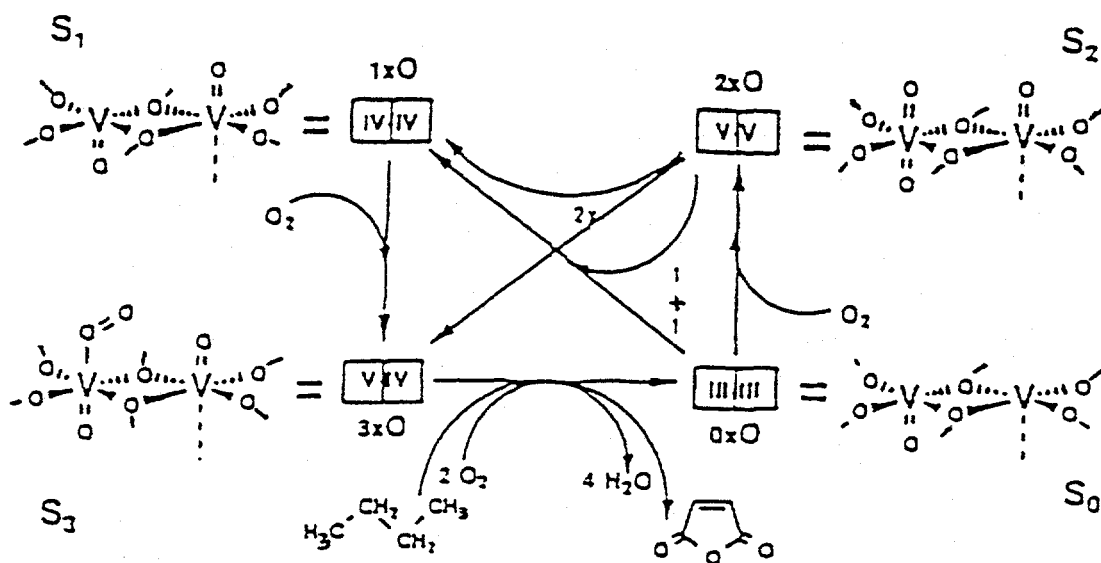 S₁
S₂
1xO
2xO
IV IV
V V
=
=
O₂
2x
1
+
1
O₂
V IV
III III
=
=
3xO
0xO
2 O₂
4 H₂O
H₃C
CH₂
CH₂
CH₃
S₃
S₀
O
V
O
O
V
O